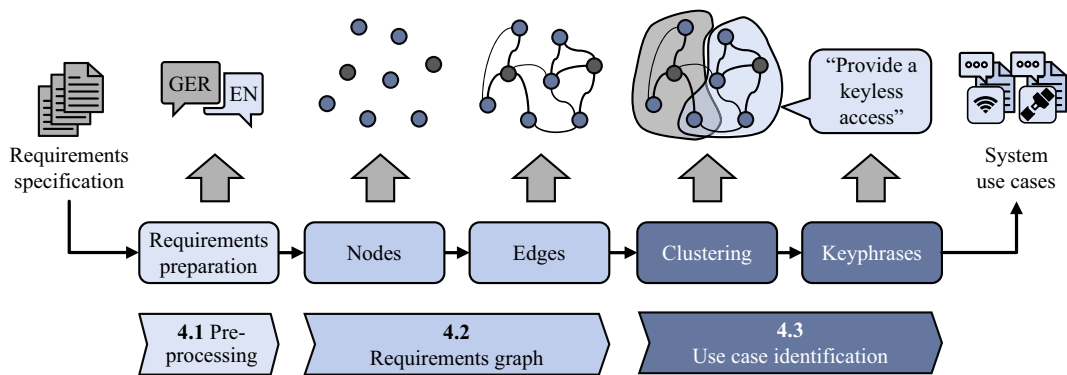 GER
EN
“Provide a
keyless
access”
Requirements
specification
System
use cases
Requirements
preparation
Nodes
Edges
Clustering
Keyphrases
4.1 Pre-
processing
4.2
Requirements graph
4.3
Use case identification